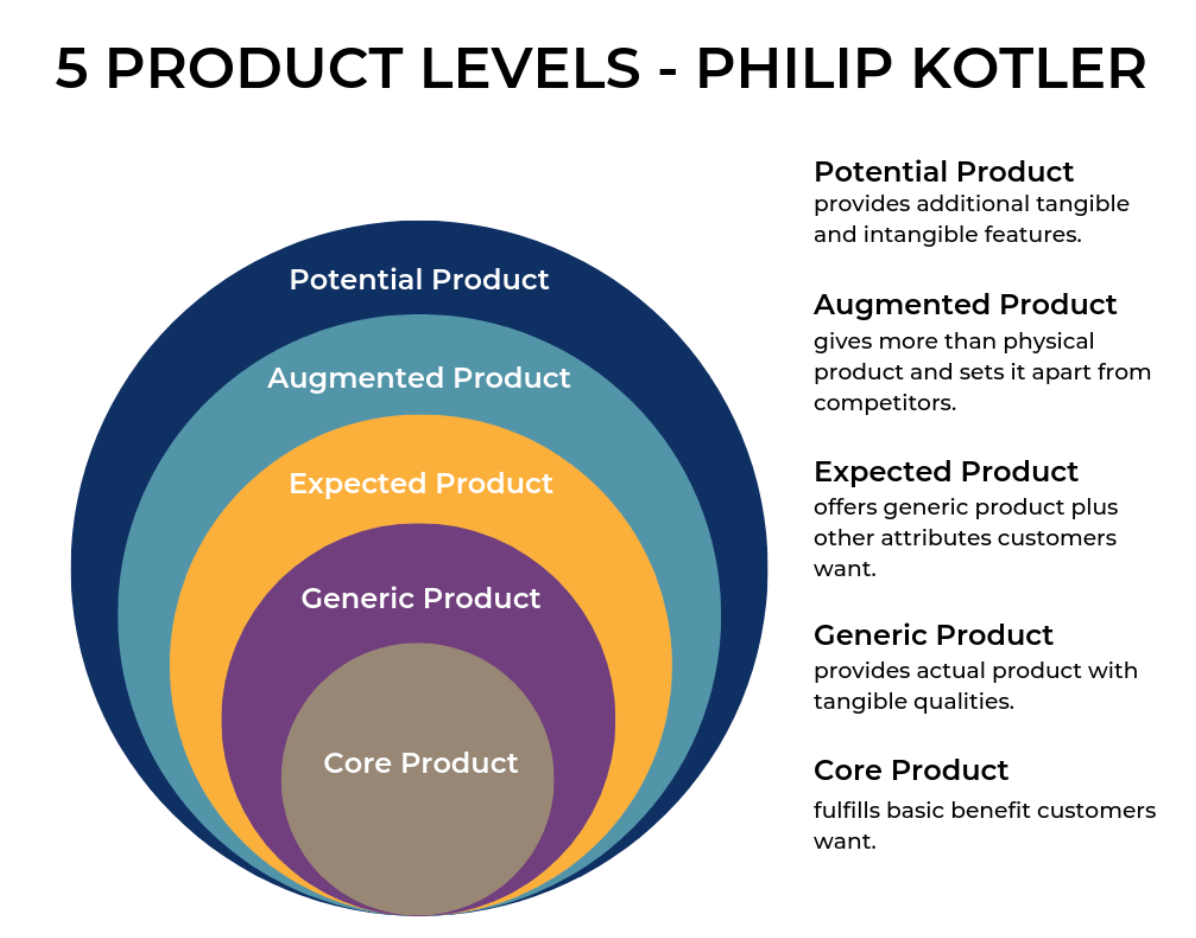 5 PRODUCT LEVELS - PHILIP KOTLER
Potential Product
Augmented Product
Expected Product
Generic Product
Core Product
Potential Product
provides additional tangible
and intangible features.
Augmented Product
gives more than physical
product and sets it apart from
competitors.
Expected Product
offers generic product plus
other attributes customers
want.
Generic Product
provides actual product with
tangible qualities.
Core Product
fulfills basic benefit customers
want.